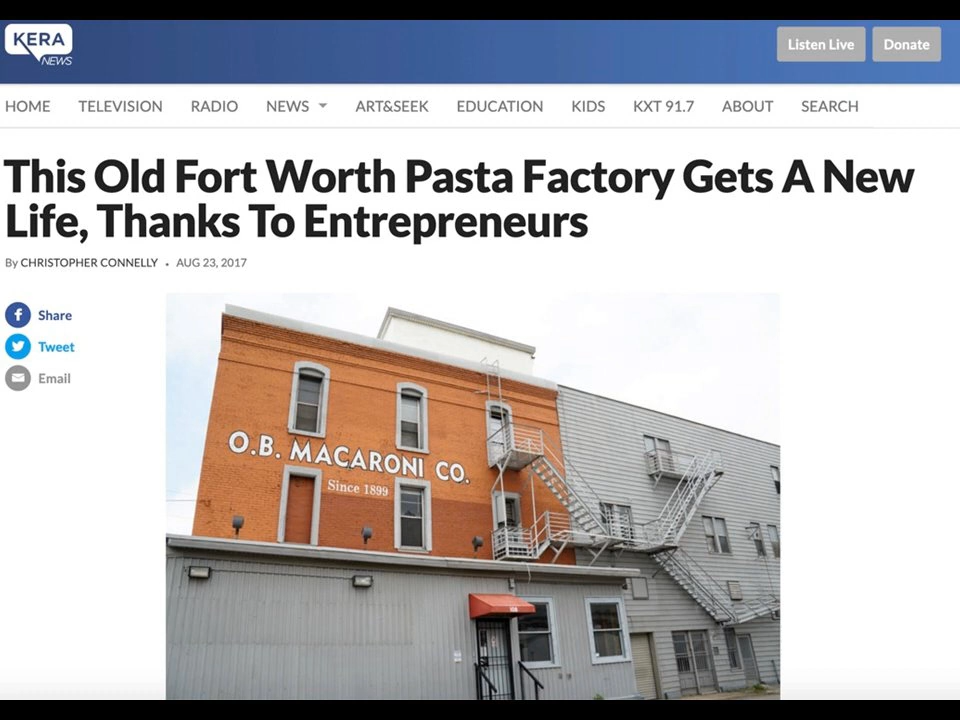 KERA
NEWS
Listen Live
Donate
HOME TELEVISION RADIO NEWS ART&SEEK EDUCATION KIDS KXT 91.7 ABOUT SEARCH
This Old Fort Worth Pasta Factory Gets A New
Life, Thanks To Entrepreneurs
By CHRISTOPHER CONNELLY • AUG 23, 2017
Share
Tweet
Email
O.B. MACARONI CO.
Since 1899
108